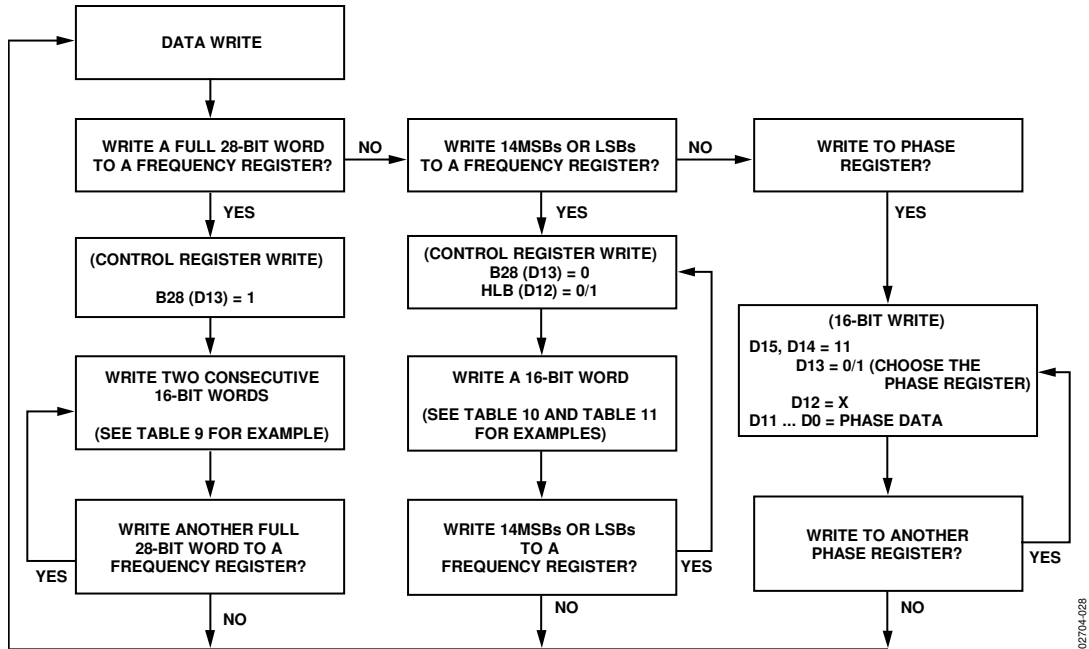 DATA WRITE
WRITE A FULL 28-BIT WORD
TO A FREQUENCY REGISTER?
NO
WRITE 14MSBs OR LSBs
TO A FREQUENCY REGISTER?
NO
WRITE TO PHASE
REGISTER?
YES
YES
YES
(CONTROL REGISTER WRITE)
B28 (D13) = 1
(CONTROL REGISTER WRITE)
B28 (D13) = 0
HLB (D12) = 0/1
(16-BIT WRITE)
D15, D14 = 11
D13 = 0/1 (CHOOSE THE
PHASE REGISTER)
D12 = X
D11 ... D0 = PHASE DATA
WRITE TWO CONSECUTIVE
16-BIT WORDS
(SEE TABLE 9 FOR EXAMPLE)
WRITE A 16-BIT WORD
(SEE TABLE 10 AND TABLE 11
FOR EXAMPLES)
WRITE ANOTHER FULL
28-BIT WORD TO A
FREQUENCY REGISTER?
YES
NO
WRITE 14MSBs OR LSBs
TO A
FREQUENCY REGISTER?
YES
NO
WRITE TO ANOTHER
PHASE REGISTER?
YES
NO
02704-028